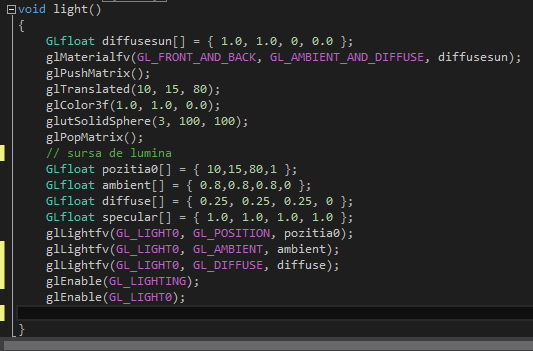 void light()
{
GLfloat diffusesun[] = { 1.0, 1.0, 0, 0.0 };
glMaterialfv(GL_FRONT_AND_BACK, GL_AMBIENT_AND_DIFFUSE, diffusesun);
glPushMatrix();
glTranslated(10, 15, 80);
glColor3f(1.0, 1.0, 0.0);
glutSolidSphere(3, 100, 100);
glPopMatrix();
// sursa de lumina
GLfloat pozitia0[] = { 10,15,80,1 };
GLfloat ambient[] = { 0.8,0.8,0.8,0 };
GLfloat diffuse[] = { 0.25, 0.25, 0.25, 0 };
GLfloat specular[] = { 1.0, 1.0, 1.0, 1.0 };
glLightfv(GL_LIGHT0, GL_POSITION, pozitia0);
glLightfv(GL_LIGHT0, GL_AMBIENT, ambient);
glLightfv(GL_LIGHT0, GL_DIFFUSE, diffuse);
glEnable(GL_LIGHTING);
glEnable(GL_LIGHT0);
}